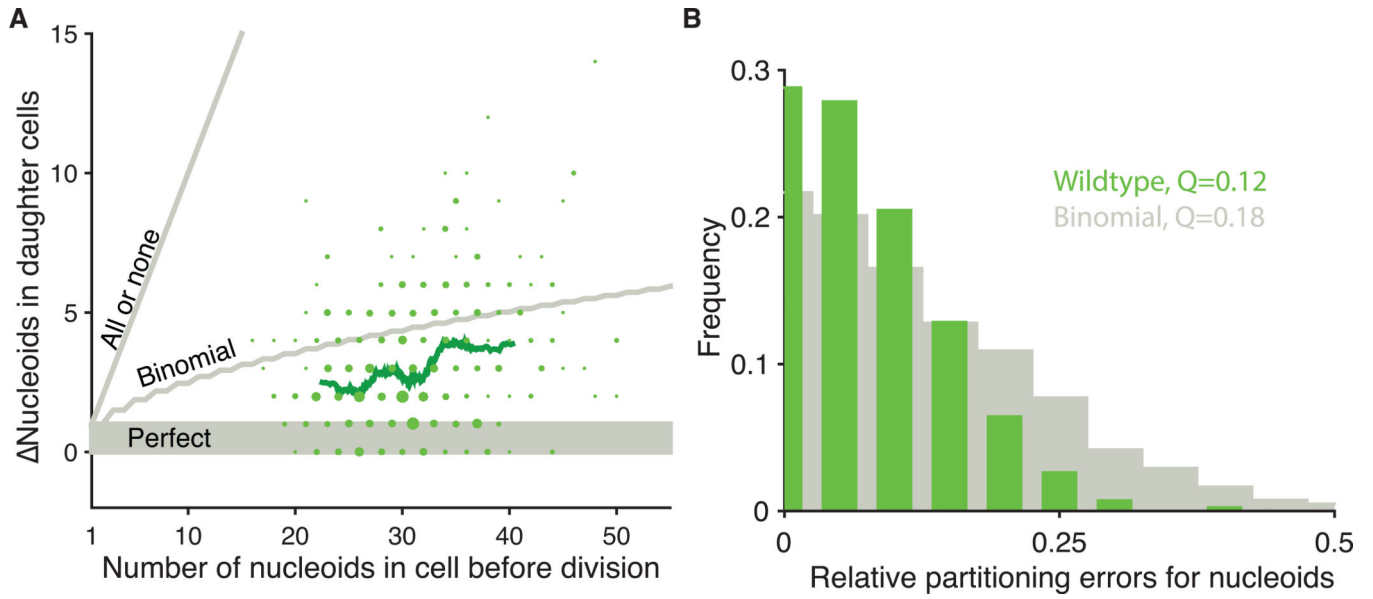 A
15
10
5
0
ΔNucleoids in daughter cells
All or none
Binomial
Perfect
1 10 20 30 40 50
Number of nucleoids in cell before division
B
0.3
0.2
0.1
0
Frequency
Wildtype, Q=0.12
Binomial, Q=0.18
0 0.25 0.5
Relative partitioning errors for nucleoids